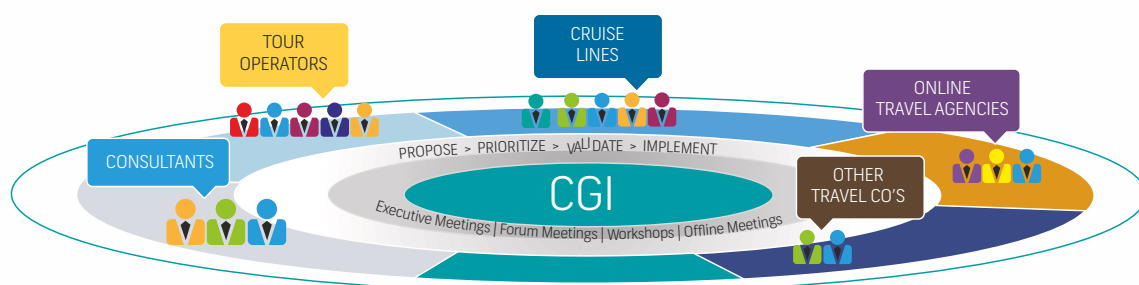 TOUR
OPERATORS
CRUISE
LINES
ONLINE
TRAVEL AGENCIES
CONSULTANTS
PROPOSE > PRIORITIZE > VALIDATE > IMPLEMENT
OTHER
TRAVEL CO'S
CGI
Executive Meetings | Forum Meetings | Workshops | Offline Meetings